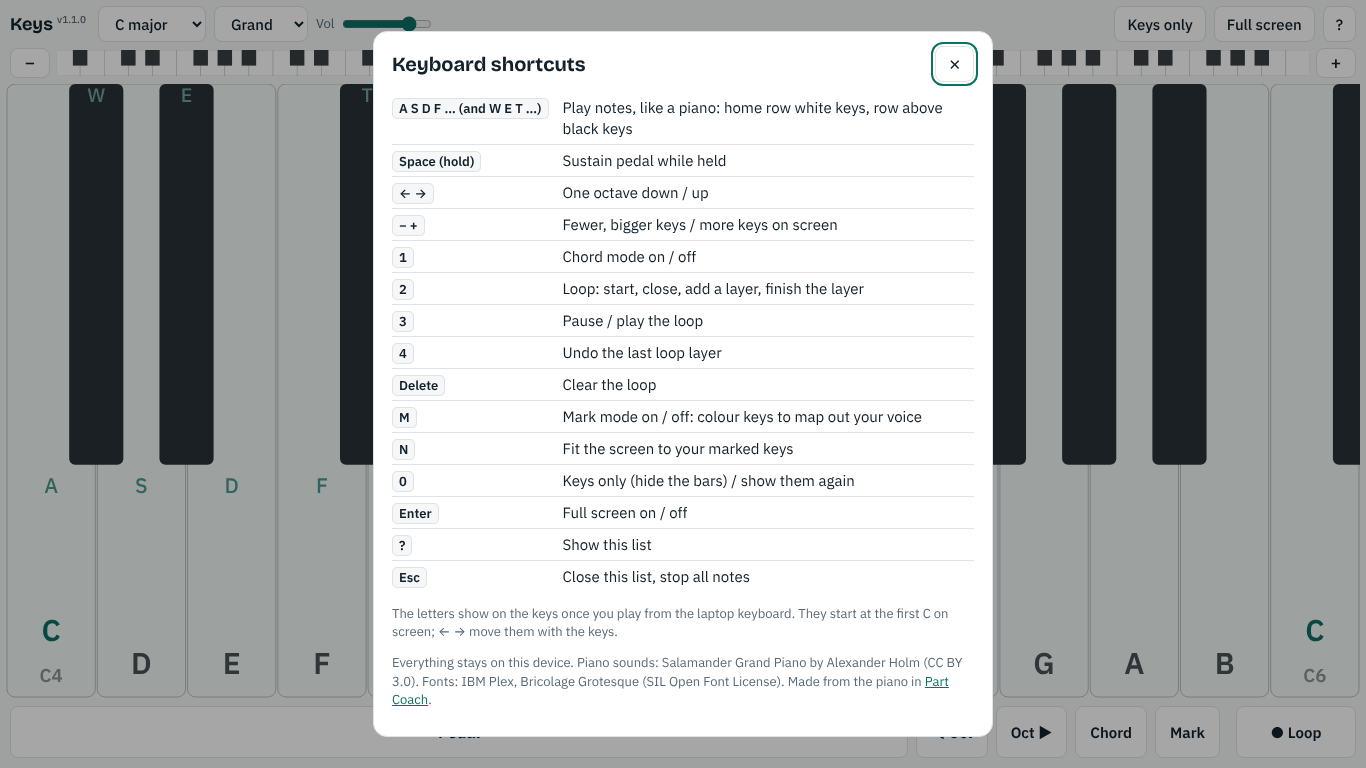 Keys v1.1.0 C major Grand Vol Keys only Full screen ?
− +
W E T
A S D F
C D E F G A B C
C4 C6
Keyboard shortcuts ×
A S D F … (and W E T …) Play notes, like a piano: home row white keys, row above
black keys
Space (hold) Sustain pedal while held
← → One octave down / up
− + Fewer, bigger keys / more keys on screen
1 Chord mode on / off
2 Loop: start, close, add a layer, finish the layer
3 Pause / play the loop
4 Undo the last loop layer
Delete Clear the loop
M Mark mode on / off: colour keys to map out your voice
N Fit the screen to your marked keys
0 Keys only (hide the bars) / show them again
Enter Full screen on / off
? Show this list
Esc Close this list, stop all notes
The letters show on the keys once you play from the laptop keyboard. They start at the first C on
screen; ← → move them with the keys.
Everything stays on this device. Piano sounds: Salamander Grand Piano by Alexander Holm (CC BY
3.0). Fonts: IBM Plex, Bricolage Grotesque (SIL Open Font License). Made from the piano in Part
Coach.
Oct ▶ Chord Mark ● Loop